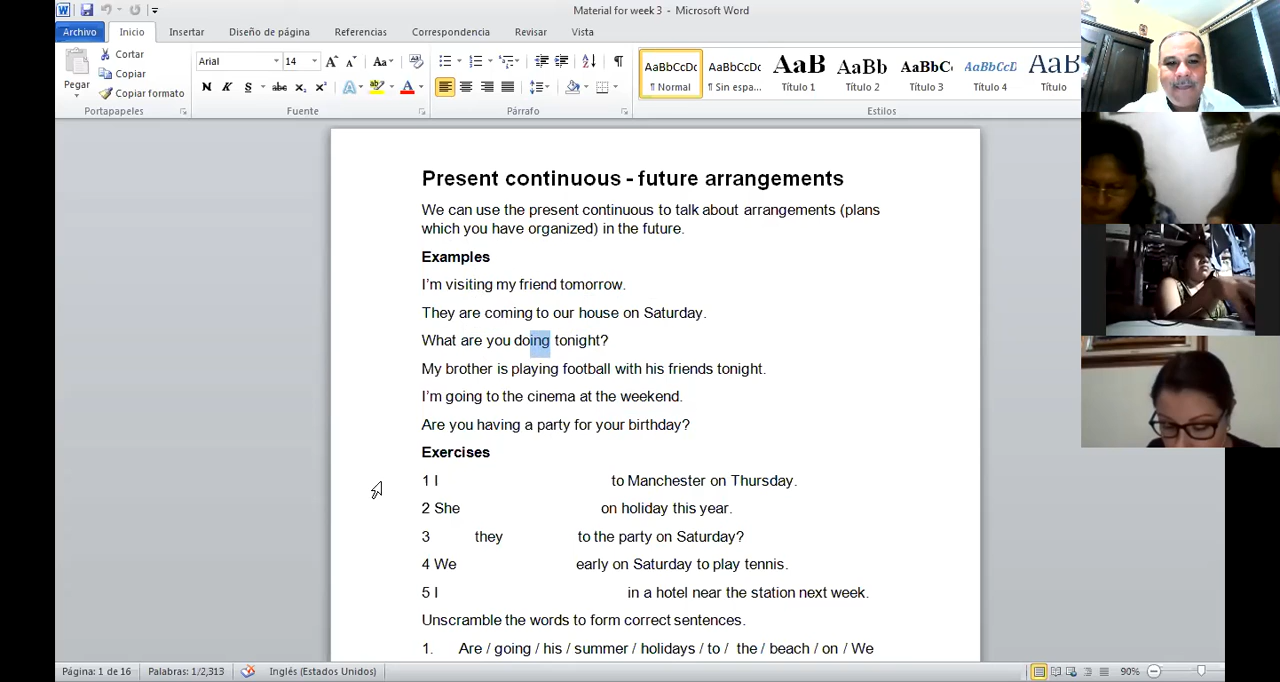 Material for week 3 - Microsoft Word
Archivo Inicio Insertar Diseño de página Referencias Correspondencia Revisar Vista
Pegar
Cortar
Copiar
Copiar formato
Portapapeles
Arial 14
Fuente
Párrafo
AaBbCcDc
¶ Normal
AaBbCcDc
¶ Sin espa...
AaB
Título 1
AaBb
Título 2
AaBbC
Título 3
AaBbCcD
Título 4
AaB
Título
Estilos
Present continuous - future arrangements
We can use the present continuous to talk about arrangements (plans
which you have organized) in the future.
Examples
I'm visiting my friend tomorrow.
They are coming to our house on Saturday.
What are you doing tonight?
My brother is playing football with his friends tonight.
I'm going to the cinema at the weekend.
Are you having a party for your birthday?
Exercises
1 I to Manchester on Thursday.
2 She on holiday this year.
3 they to the party on Saturday?
4 We early on Saturday to play tennis.
5 I in a hotel near the station next week.
Unscramble the words to form correct sentences.
1. Are / going / his / summer / holidays / to / the / beach / on / We
Página: 1 de 16 Palabras: 1/2,313 Inglés (Estados Unidos) 90%